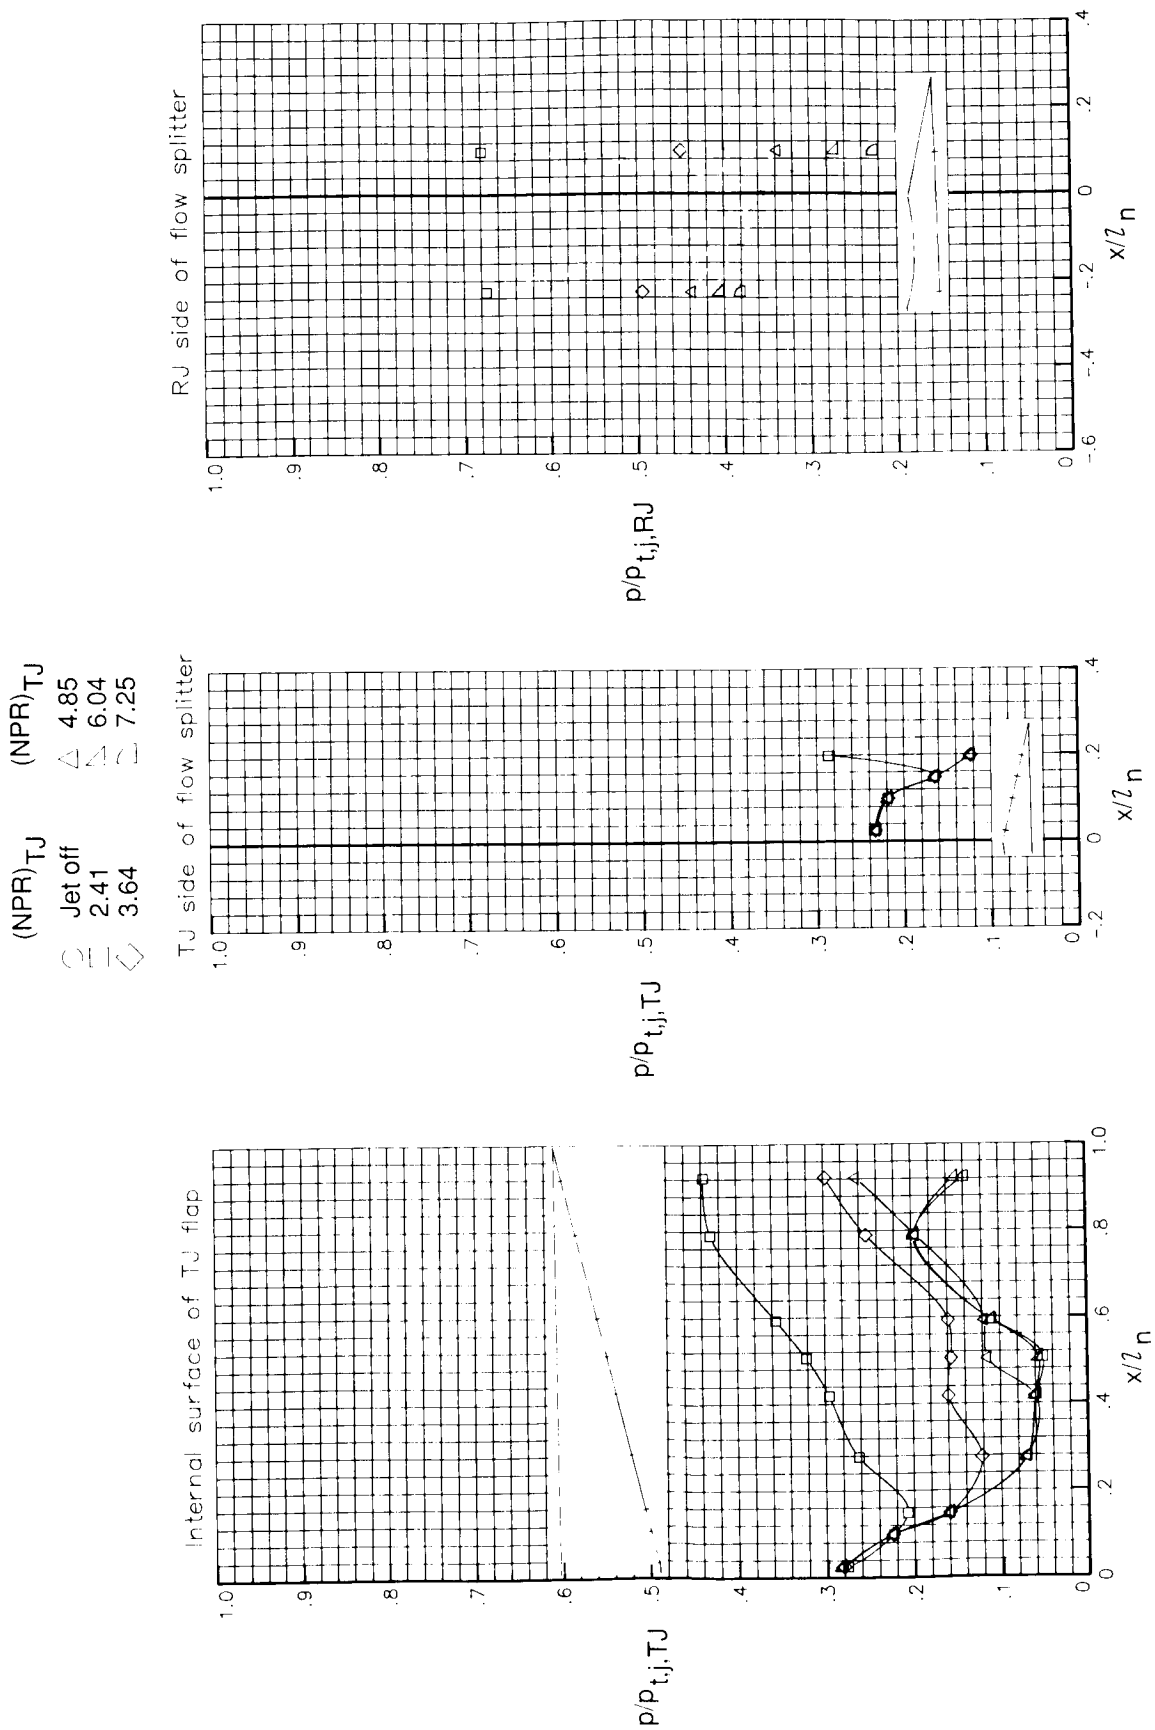 (NPR)TJ (NPR)TJ
Jet off 4.85
2.41 6.04
3.64 7.25
Internal surface of TJ flap
1.0
.9
.8
.7
.6
.5
.4
.3
.2
.1
0
p/pt,j,TJ
0 .2 .4 .6 .8 1.0
x/ln
TJ side of flow splitter
1.0
.9
.8
.7
.6
.5
.4
.3
.2
.1
0
p/pt,j,TJ
-.2 0 .2 .4
x/ln
RJ side of flow splitter
1.0
.9
.8
.7
.6
.5
.4
.3
.2
.1
0
p/pt,j,RJ
-.6 -.4 -.2 0 .2 .4
x/ln